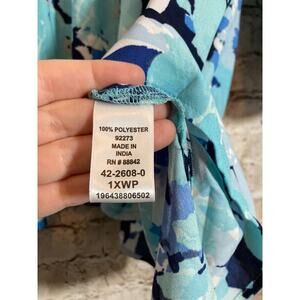 100% POLYESTER
92273
MADE IN
INDIA
RN # 88842
42-2608-0
1XWP
196438806502